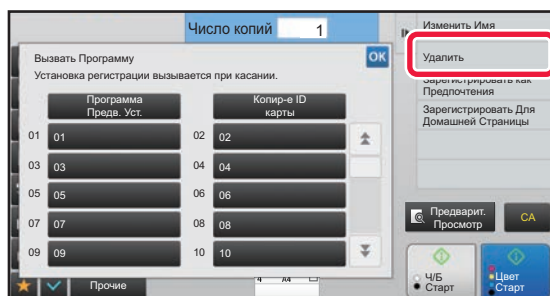 Число копий 1
Изменить Имя
Удалить
Зарегистрировать как
Предпочтения
Зарегистрировать Для
Домашней Страницы
Вызвать Программу
OK
Установка регистрации вызывается при касании.
Программа
Предв. Уст.
Копир-е ID
карты
01 01 02 02
03 03 04 04
05 05 06 06
07 07 08 08
09 09 10 10
Предварит.
Просмотр
CA
Ч/Б
Старт
Цвет
Старт
Прочие
A4